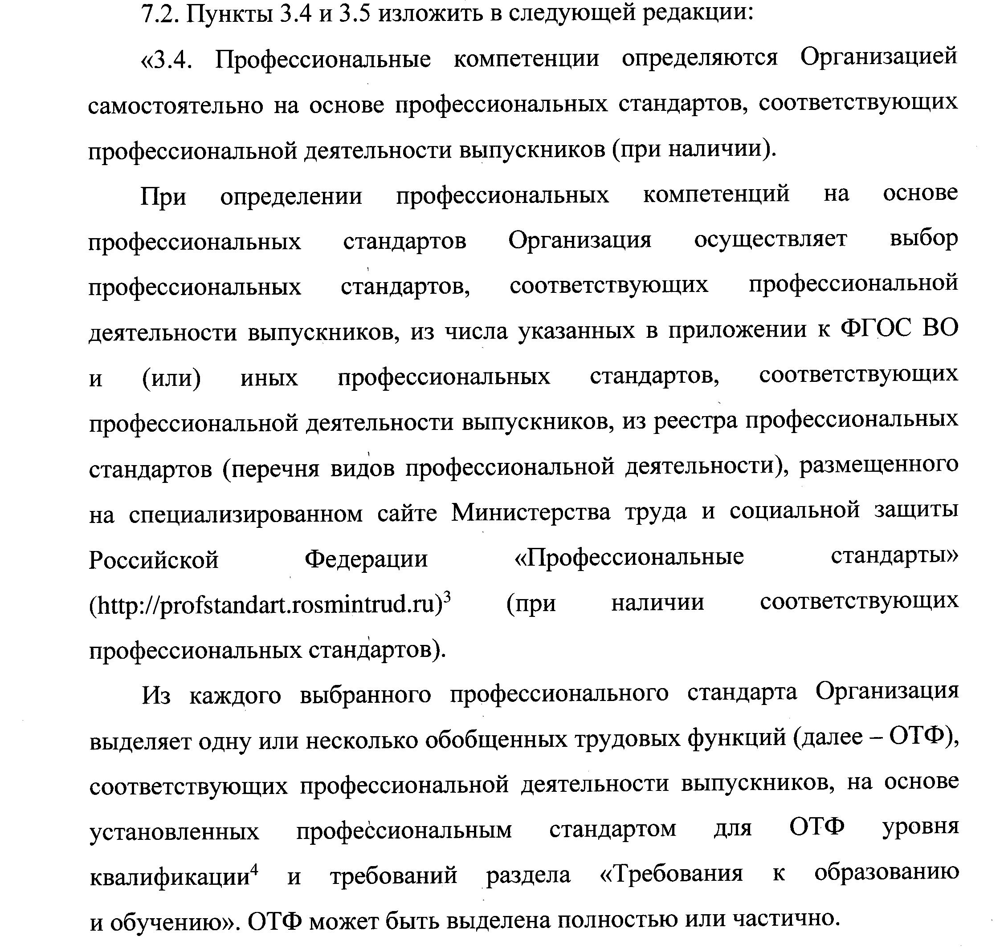 7.2. Пункты 3.4 и 3.5 изложить в следующей редакции:
«3.4. Профессиональные компетенции определяются Организацией
самостоятельно на основе профессиональных стандартов, соответствующих
профессиональной деятельности выпускников (при наличии).
При определении профессиональных компетенций на основе
профессиональных стандартов Организация осуществляет выбор
профессиональных стандартов, соответствующих профессиональной
деятельности выпускников, из числа указанных в приложении к ФГОС ВО
и (или) иных профессиональных стандартов, соответствующих
профессиональной деятельности выпускников, из реестра профессиональных
стандартов (перечня видов профессиональной деятельности), размещенного
на специализированном сайте Министерства труда и социальной защиты
Российской Федерации «Профессиональные стандарты»
(http://profstandart.rosmintrud.ru)³ (при наличии соответствующих
профессиональных стандартов).
Из каждого выбранного профессионального стандарта Организация
выделяет одну или несколько обобщенных трудовых функций (далее – ОТФ),
соответствующих профессиональной деятельности выпускников, на основе
установленных профессиональным стандартом для ОТФ уровня
квалификации⁴ и требований раздела «Требования к образованию
и обучению». ОТФ может быть выделена полностью или частично.